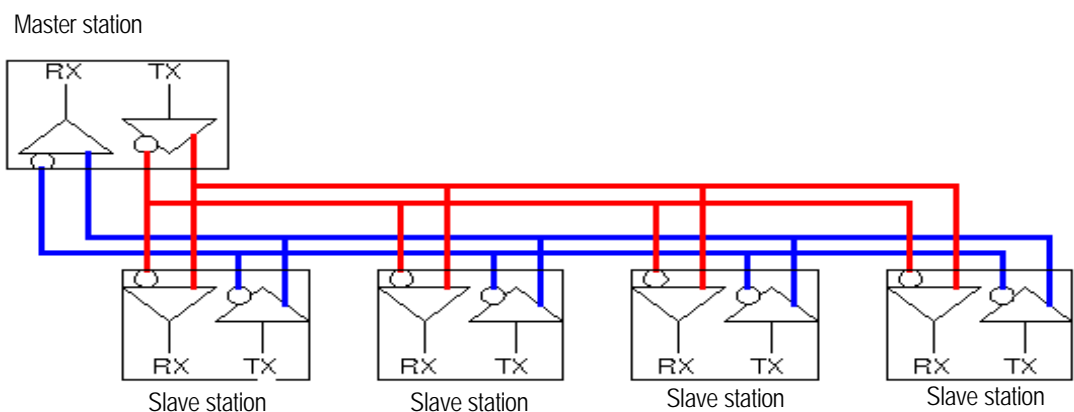 Master station
RX TX
RX TX RX TX RX TX RX TX
Slave station Slave station Slave station Slave station